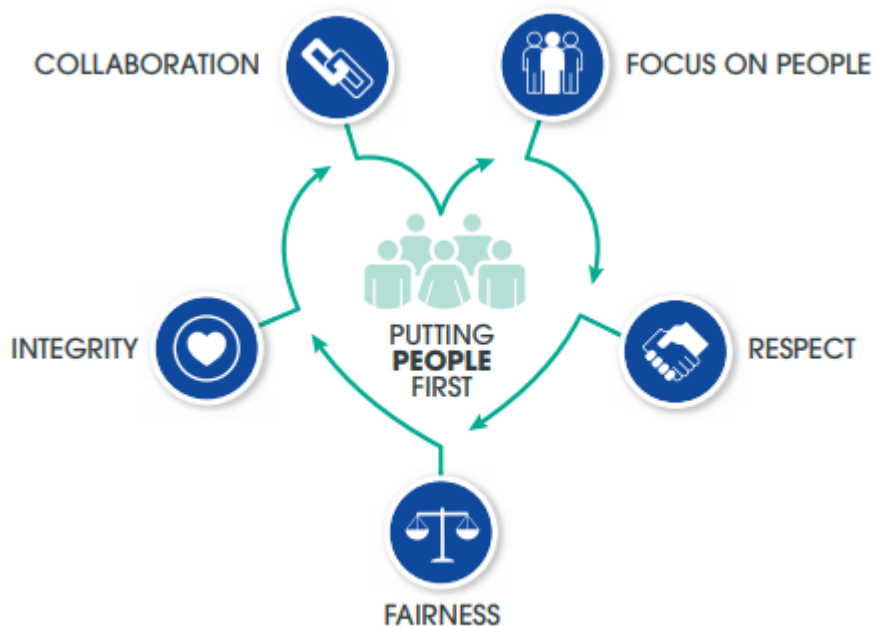 COLLABORATION
FOCUS ON PEOPLE
INTEGRITY
PUTTING
PEOPLE
FIRST
RESPECT
FAIRNESS